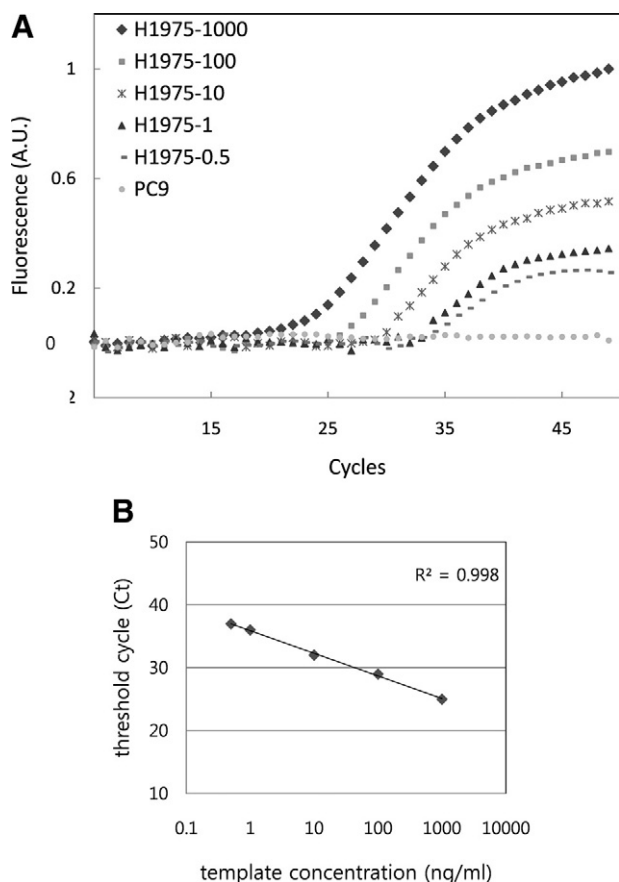 A
H1975-1000
H1975-100
H1975-10
H1975-1
H1975-0.5
PC9
Fluorescence (A.U.)
1
0.6
0.2
0
2
15 25 35 45
Cycles
B
R² = 0.998
threshold cycle (Ct)
50
40
30
20
10
0.1 1 10 100 1000 10000
template concentration (ng/ml)